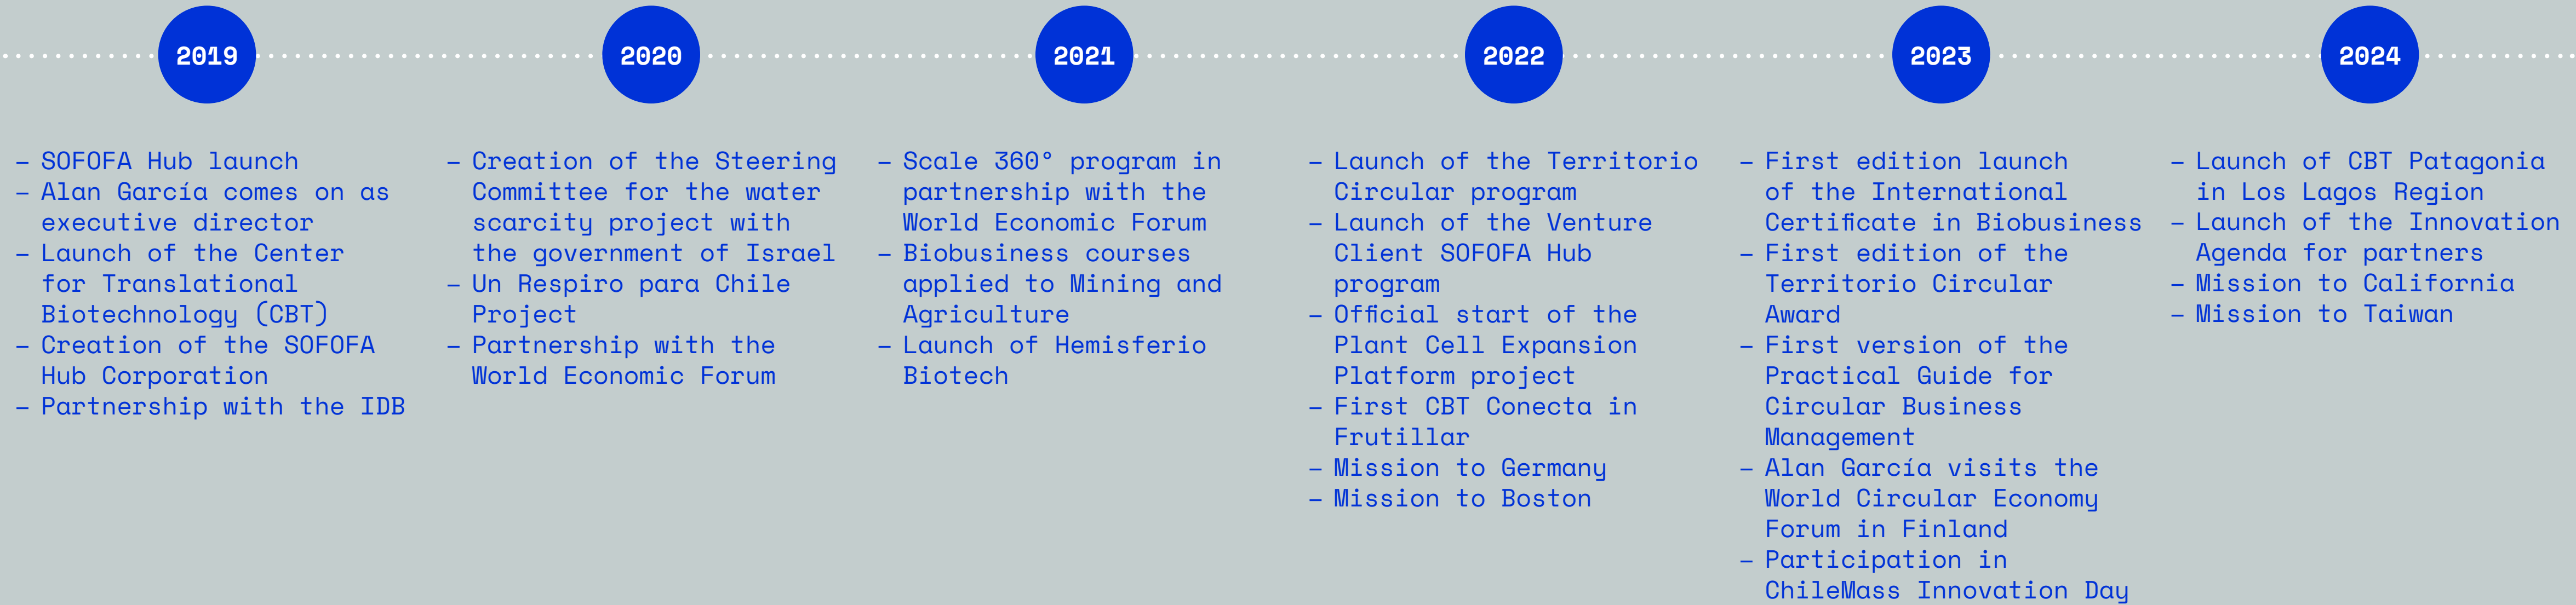 2019
– SOFOFA Hub launch
– Alan García comes on as
executive director
– Launch of the Center
for Translational
Biotechnology (CBT)
– Creation of the SOFOFA
Hub Corporation
– Partnership with the IDB
2020
– Creation of the Steering
Committee for the water
scarcity project with
the government of Israel
– Un Respiro para Chile
Project
– Partnership with the
World Economic Forum
2021
– Scale 360° program in
partnership with the
World Economic Forum
– Biobusiness courses
applied to Mining and
Agriculture
– Launch of Hemisferio
Biotech
2022
– Launch of the Territorio
Circular program
– Launch of the Venture
Client SOFOFA Hub
program
– Official start of the
Plant Cell Expansion
Platform project
– First CBT Conecta in
Frutillar
– Mission to Germany
– Mission to Boston
2023
– First edition launch
of the International
Certificate in Biobusiness
– First edition of the
Territorio Circular
Award
– First version of the
Practical Guide for
Circular Business
Management
– Alan García visits the
World Circular Economy
Forum in Finland
– Participation in
ChileMass Innovation Day
2024
– Launch of CBT Patagonia
in Los Lagos Region
– Launch of the Innovation
Agenda for partners
– Mission to California
– Mission to Taiwan